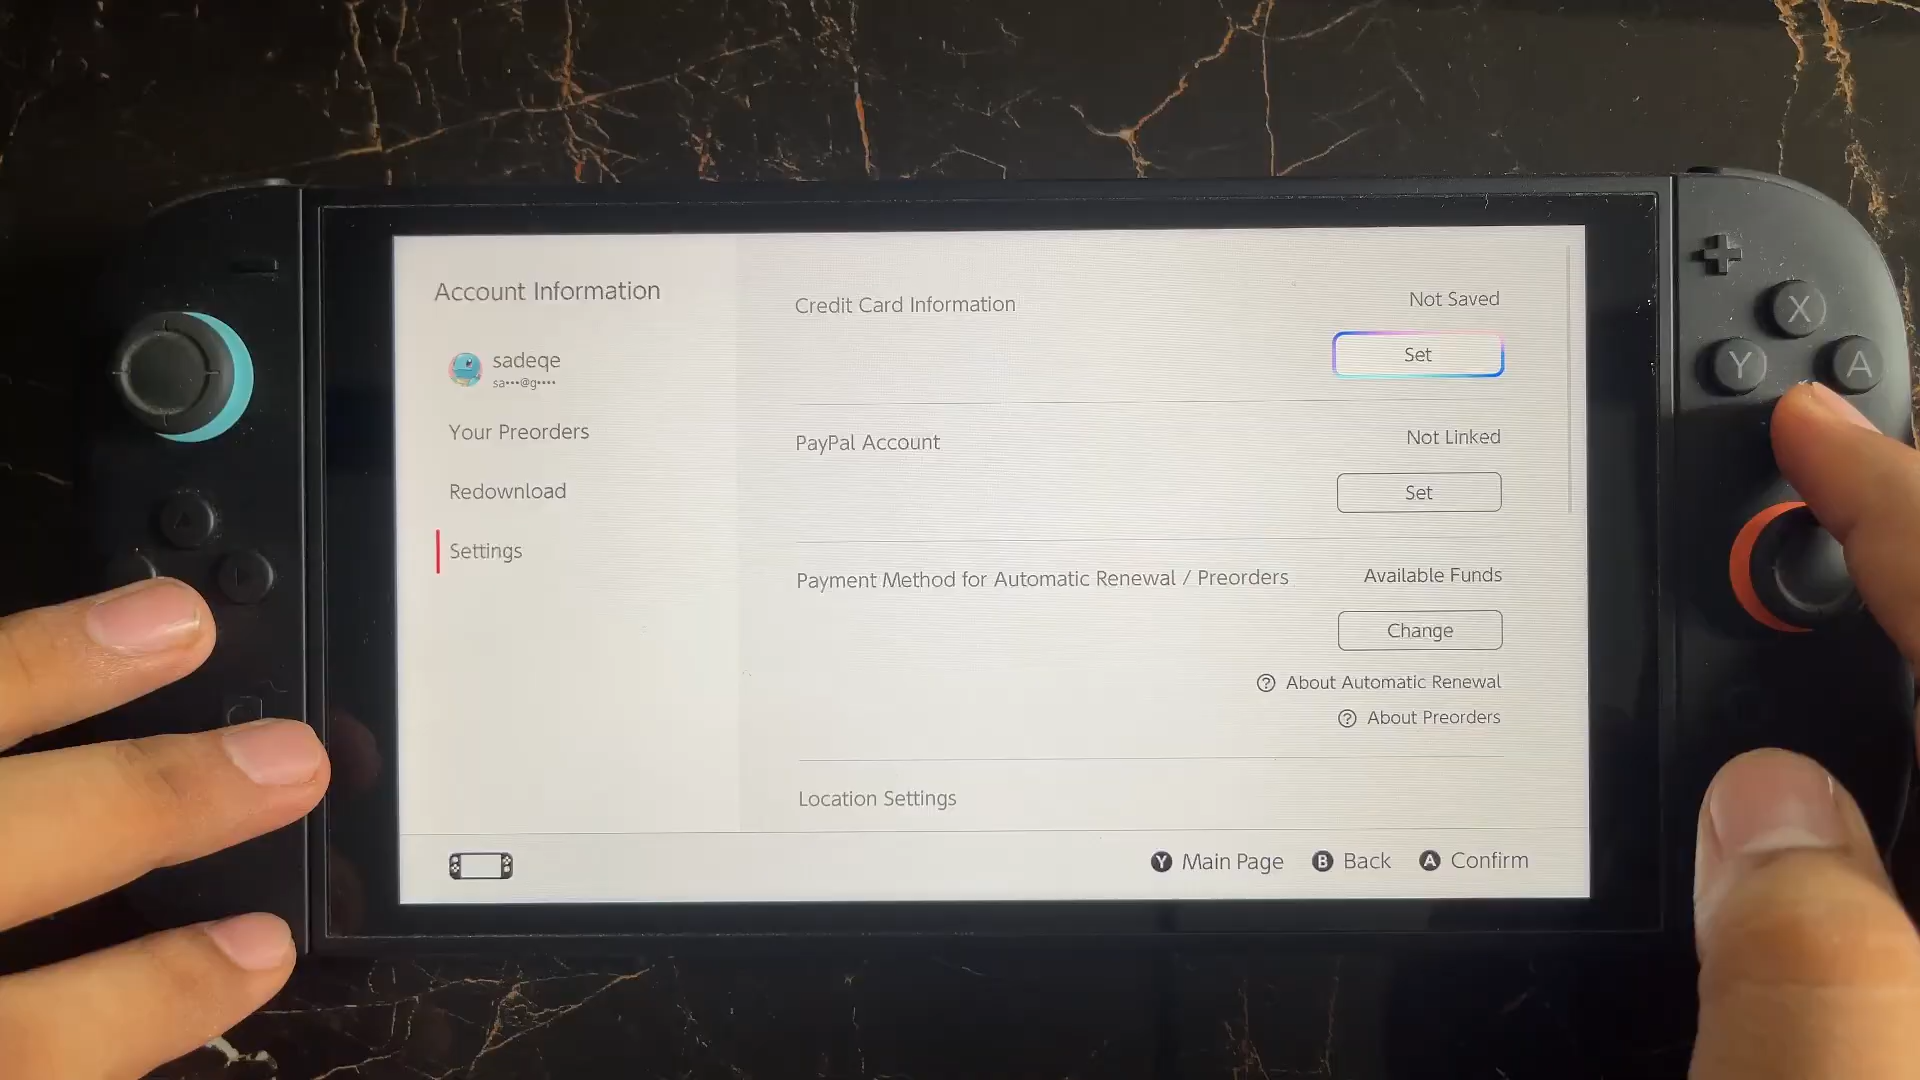 Account Information
sadeqe
sa•••@g••••
Your Preorders
Redownload
Settings
Credit Card Information
Not Saved
Set
PayPal Account
Not Linked
Set
Payment Method for Automatic Renewal / Preorders
Available Funds
Change
? About Automatic Renewal
? About Preorders
Location Settings
Y Main Page
B Back
A Confirm
X
Y
A